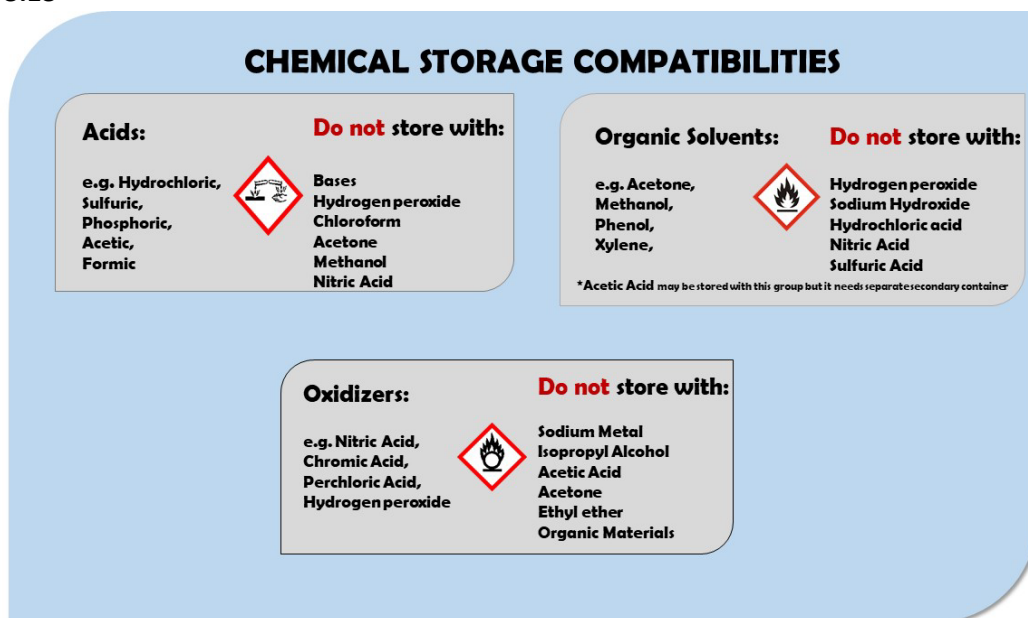 CHEMICAL STORAGE COMPATIBILITIES
Acids:
e.g. Hydrochloric,
Sulfuric,
Phosphoric,
Acetic,
Formic
Do not store with:
Bases
Hydrogen peroxide
Chloroform
Acetone
Methanol
Nitric Acid
Organic Solvents:
e.g. Acetone,
Methanol,
Phenol,
Xylene,
Do not store with:
Hydrogen peroxide
Sodium Hydroxide
Hydrochloric acid
Nitric Acid
Sulfuric Acid
*Acetic Acid may be stored with this group but it needs separate secondary container
Oxidizers:
e.g. Nitric Acid,
Chromic Acid,
Perchloric Acid,
Hydrogen peroxide
Do not store with:
Sodium Metal
Isopropyl Alcohol
Acetic Acid
Acetone
Ethyl ether
Organic Materials